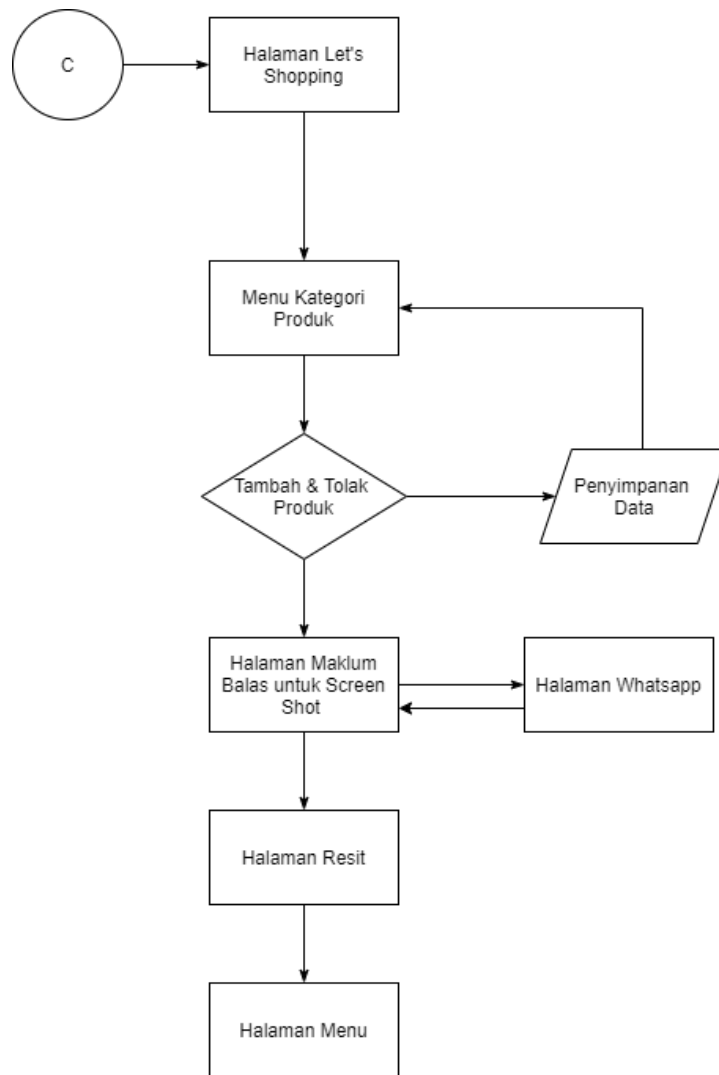 C
Halaman Let's
Shopping
Menu Kategori
Produk
Tambah & Tolak
Produk
Penyimpanan
Data
Halaman Maklum
Balas untuk Screen
Shot
Halaman Whatsapp
Halaman Resit
Halaman Menu